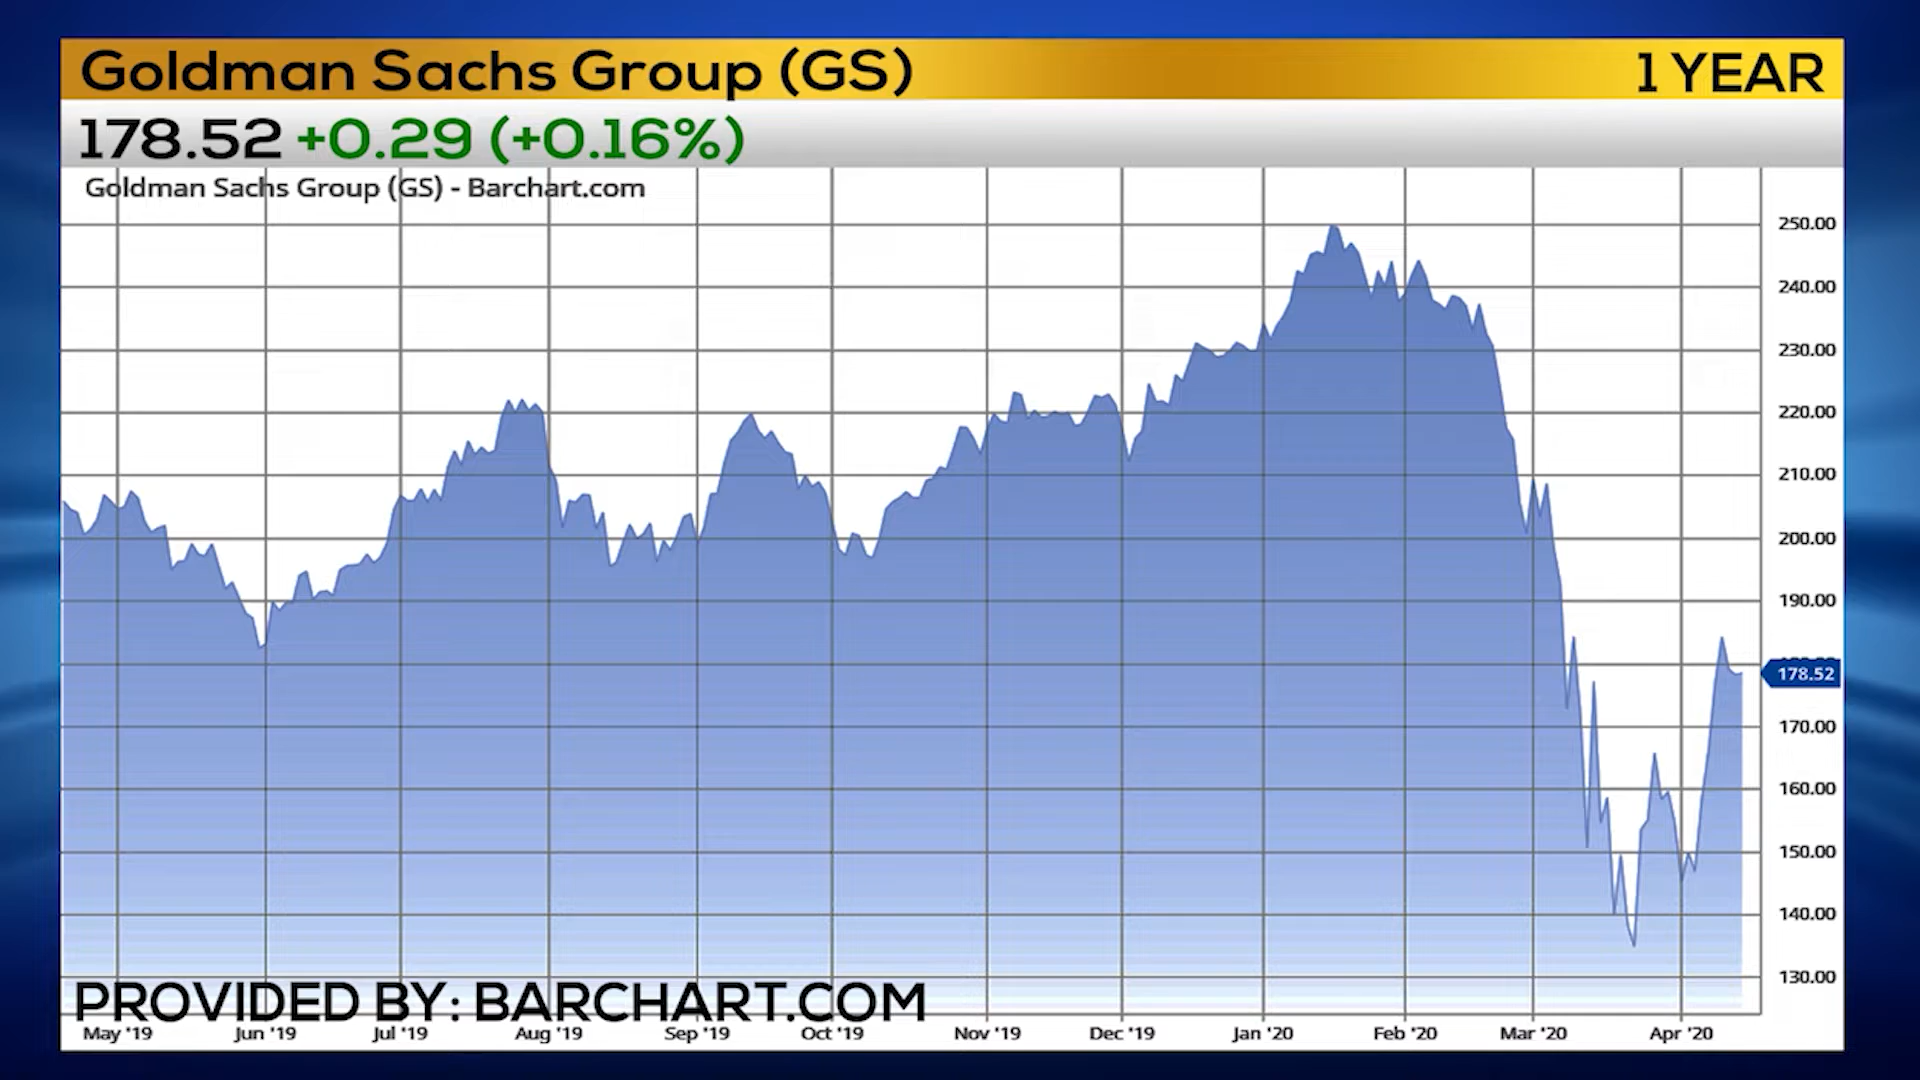 Goldman Sachs Group (GS) 1 YEAR
178.52 +0.29 (+0.16%)
Goldman Sachs Group (GS) - Barchart.com
250.00
240.00
230.00
220.00
210.00
200.00
190.00
178.52
170.00
160.00
150.00
140.00
130.00
PROVIDED BY: BARCHART.COM
May '19 Jun '19 Jul '19 Aug '19 Sep '19 Oct '19 Nov '19 Dec '19 Jan '20 Feb '20 Mar '20 Apr '20